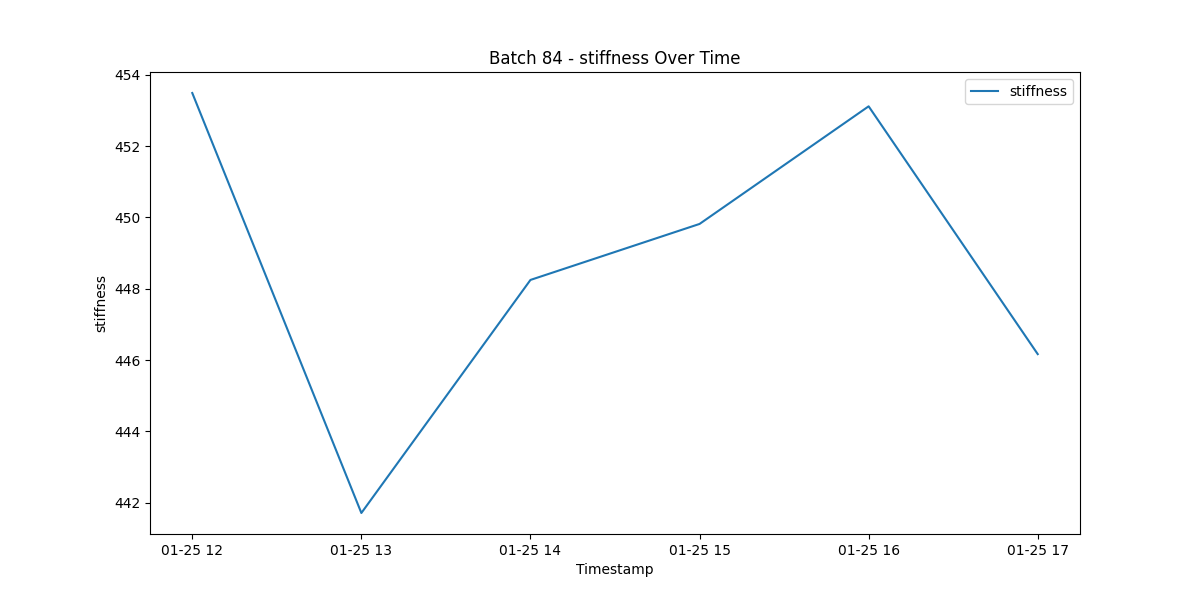 Batch 84 - stiffness Over Time
stiffness
454
452
450
448
446
444
442
stiffness
01-25 12 01-25 13 01-25 14 01-25 15 01-25 16 01-25 17
Timestamp